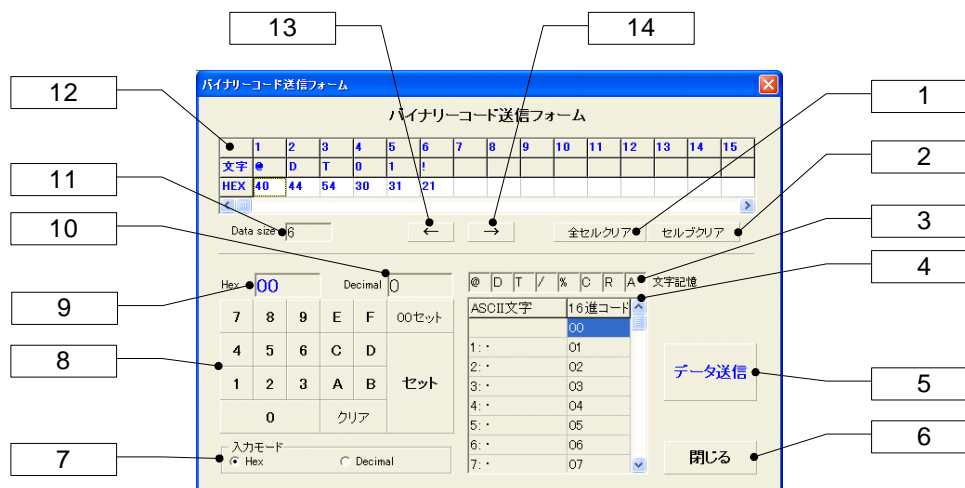 13
14
12
11
10
9
8
7
1
2
3
4
5
6
バイナリーコード送信フォーム
バイナリーコード送信フォーム
1 2 3 4 5 6 7 8 9 10 11 12 13 14 15
文字 @ D T 0 1 !
HEX 40 44 54 30 31 21
Data size 6
← → 全セルクリア セルブクリア
Hex 00 Decimal 0
@ D T / % C R A 文字記憶
7 8 9 E F 00セット
4 5 6 C D
1 2 3 A B セット
0 クリア
入力モード
Hex Decimal
ASCII文字 16進コード
00
1:・ 01
2:・ 02
3:・ 03
4:・ 04
5:・ 05
6:・ 06
7:・ 07
データ送信
閉じる